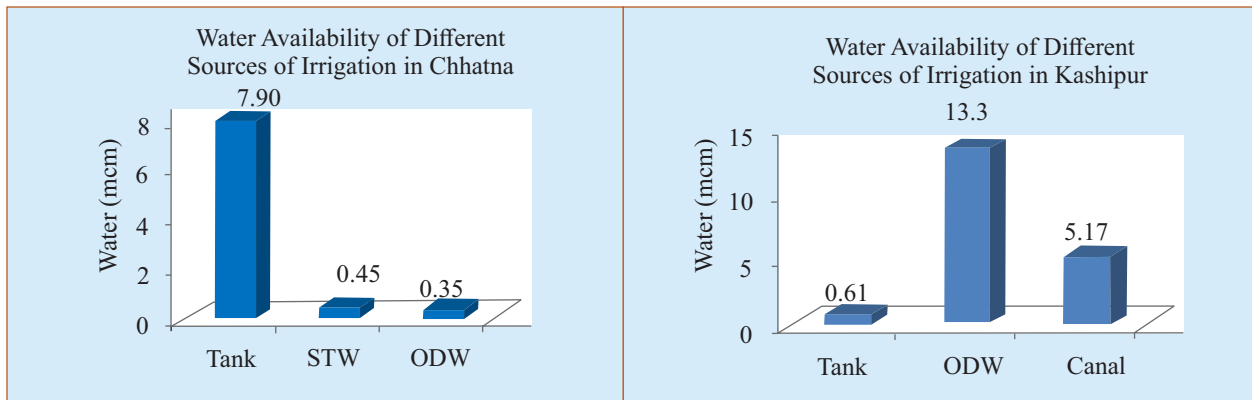 Water Availability of Different
Sources of Irrigation in Chhatna
7.90
8
6
4
2
0
Water (mcm)
0.45
0.35
Tank STW ODW
Water Availability of Different
Sources of Irrigation in Kashipur
13.3
15
10
5
0
Water (mcm)
5.17
0.61
Tank ODW Canal